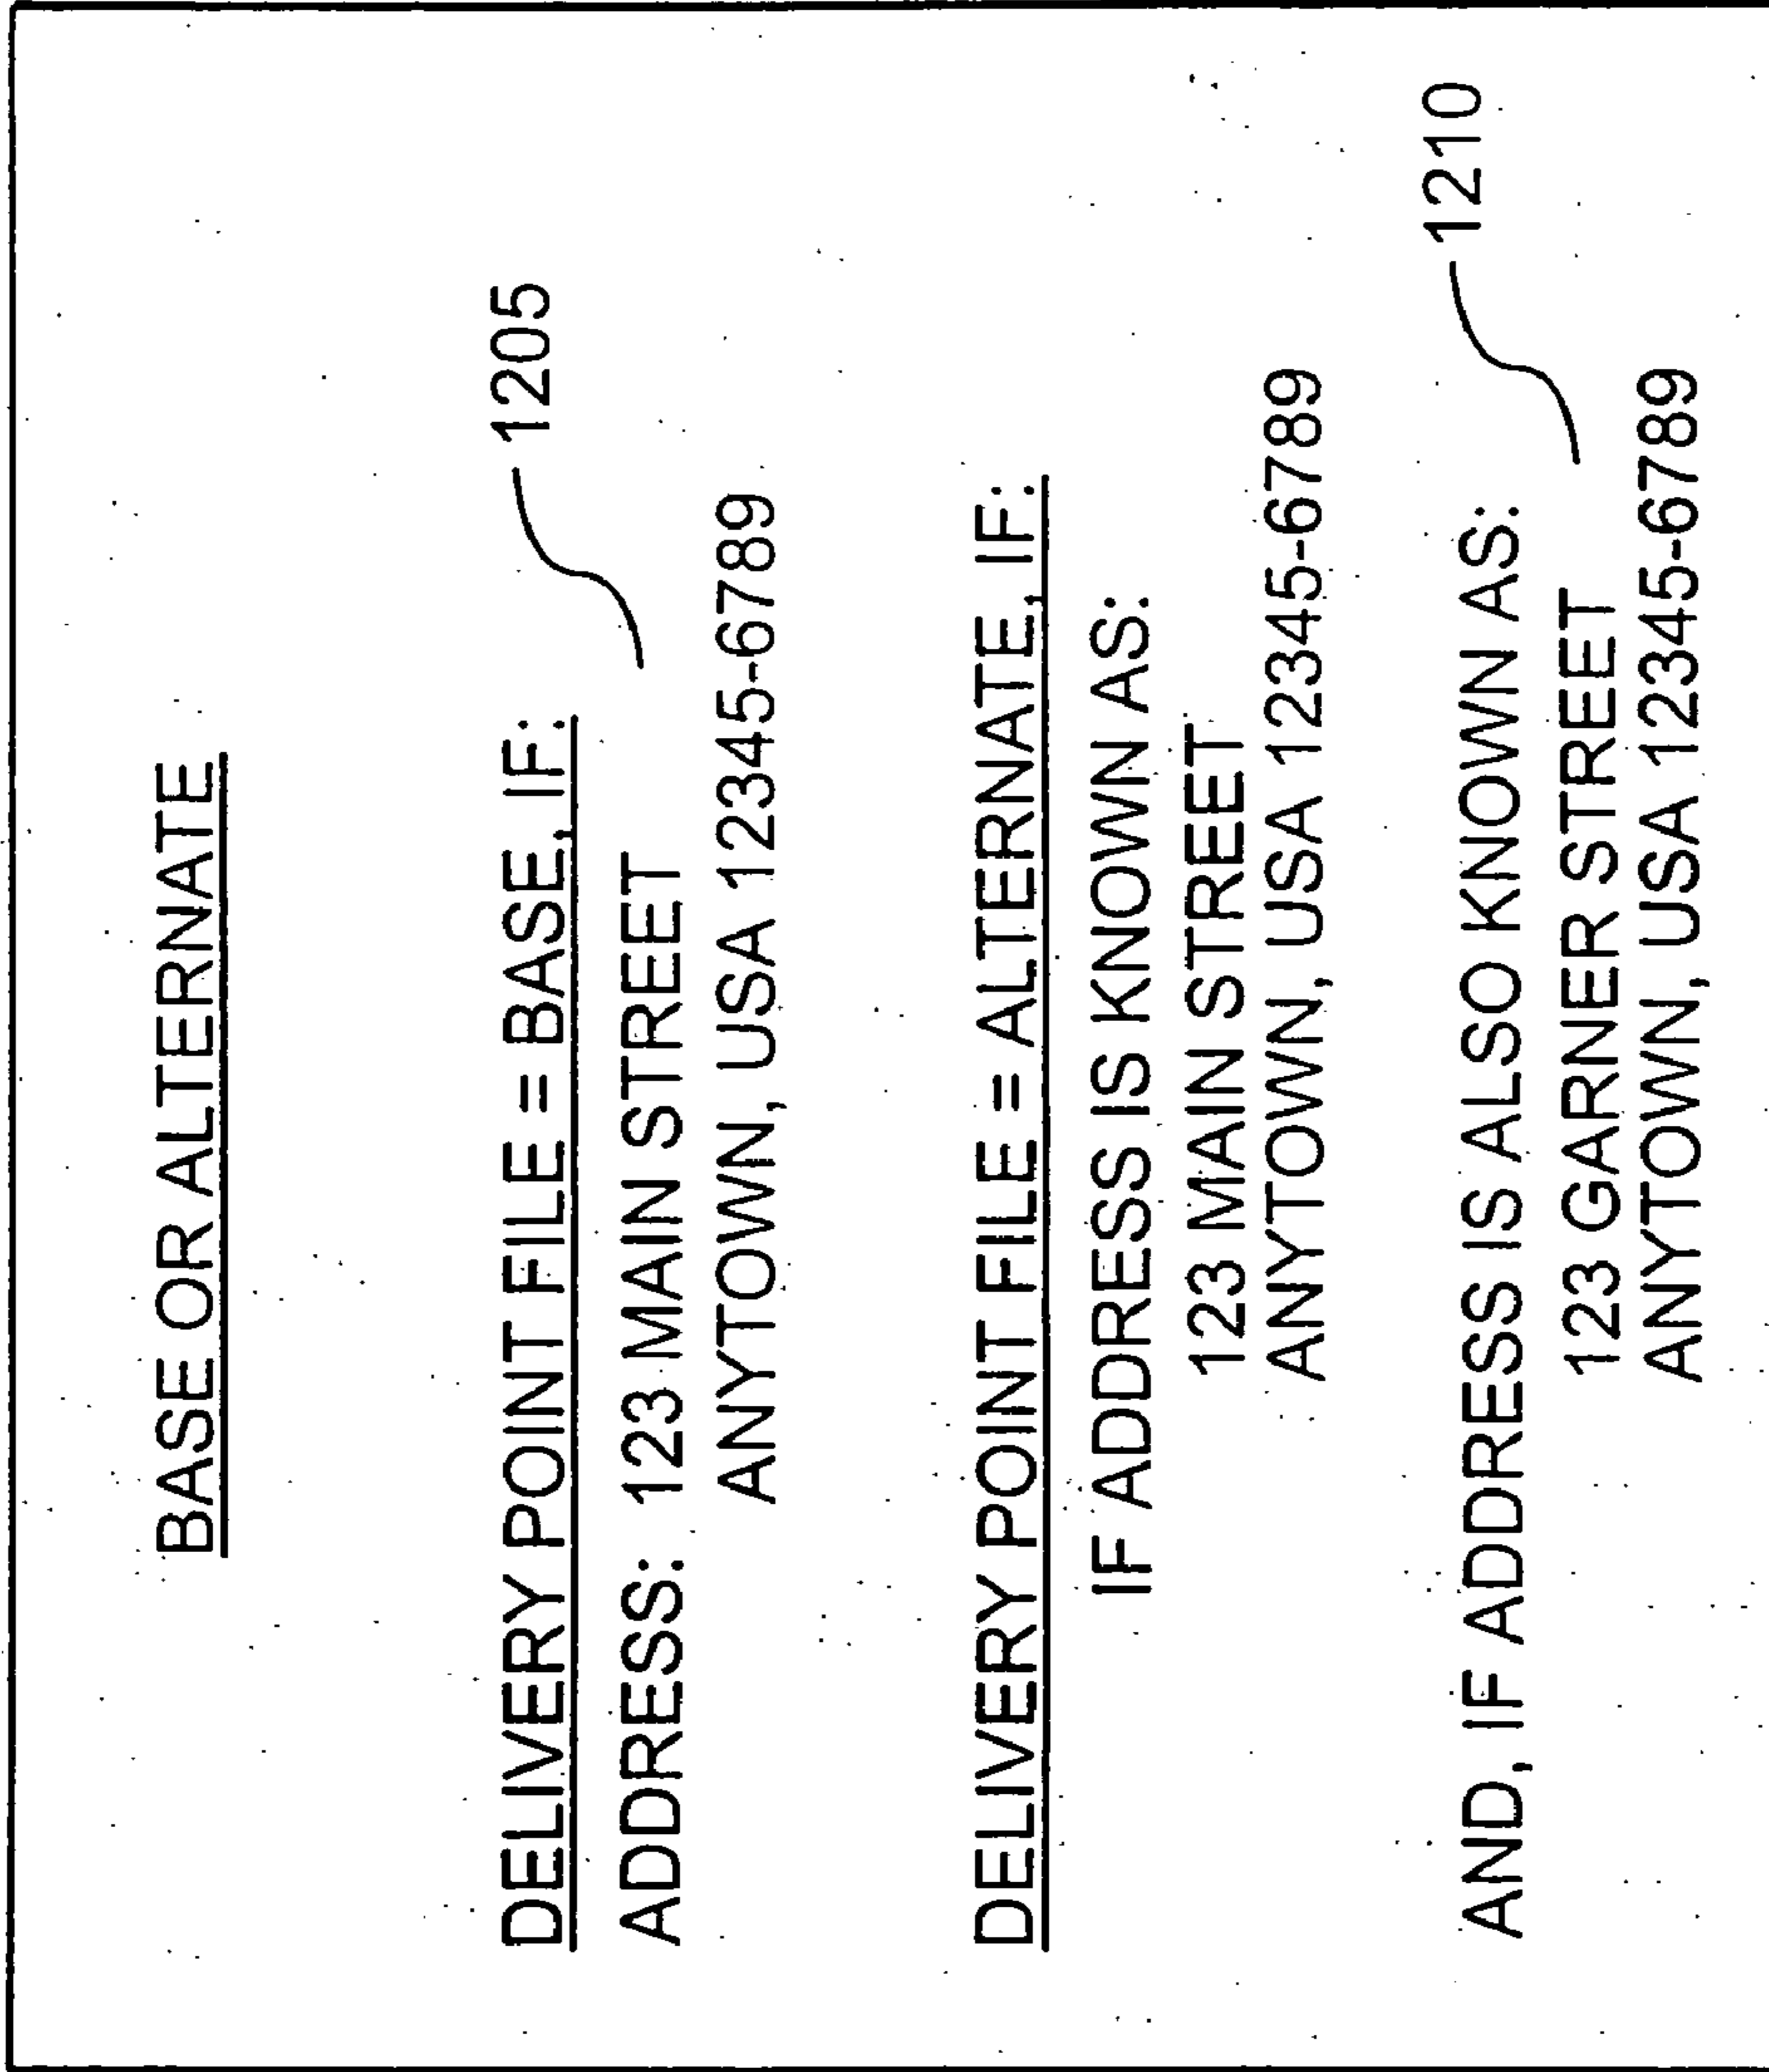 BASE OR ALTERNATE
DELIVERY POINT FILE = BASE, IF:
1205
ADDRESS: 123 MAIN STREET
ANYTOWN, USA 12345-6789
DELIVERY POINT FILE = ALTERNATE, IF:
IF ADDRESS IS KNOWN AS:
123 MAIN STREET
ANYTOWN, USA 12345-6789
1210
AND, IF ADDRESS IS ALSO KNOWN AS:
123 GARNER STREET
ANYTOWN, USA 12345-6789